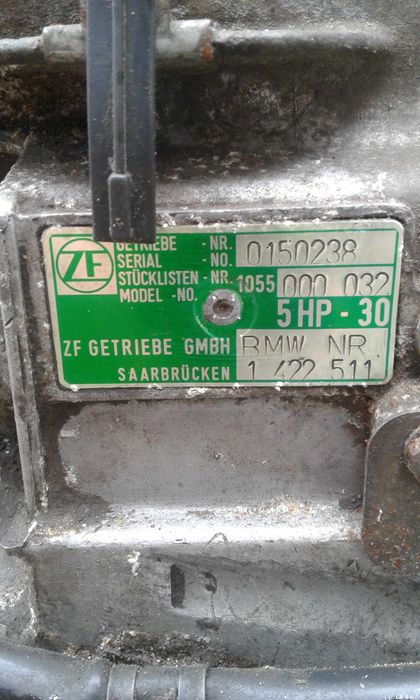 ZF
GETRIEBE -NR. 0150238
SERIAL -NO.
STÜCKLISTEN -NR. 1055 000 032
MODEL -NO.
5 HP - 30
ZF GETRIEBE GMBH BMW NR
SAARBRÜCKEN 1 422 511